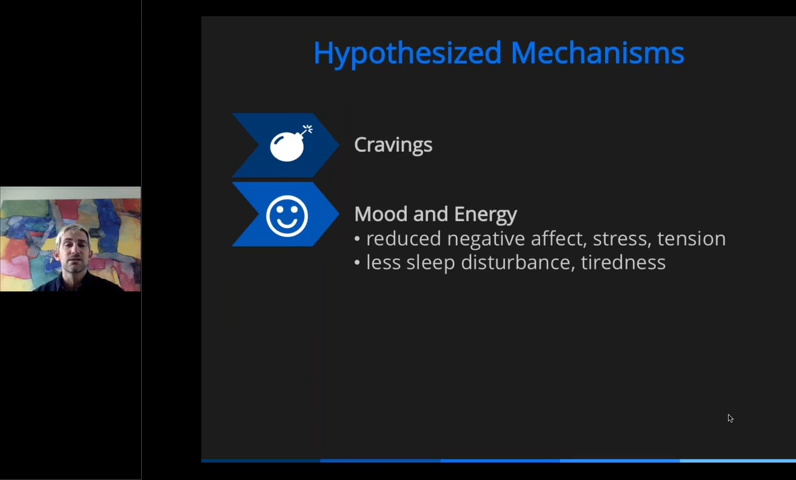 Hypothesized Mechanisms
Cravings
Mood and Energy
• reduced negative affect, stress, tension
• less sleep disturbance, tiredness